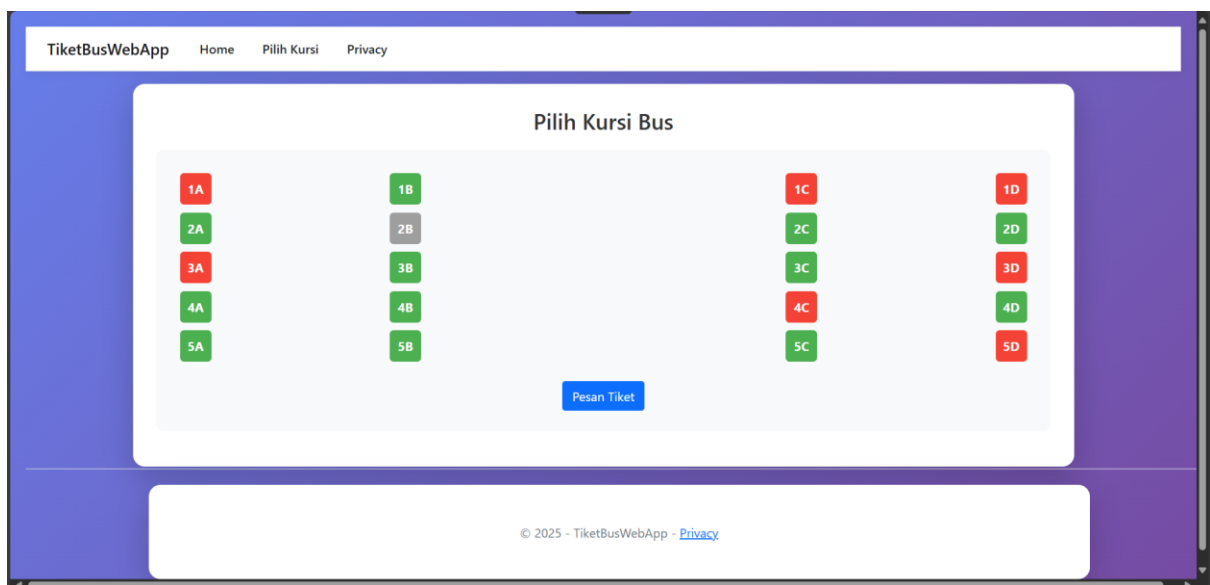 TiketBusWebApp Home Pilih Kursi Privacy
Pilih Kursi Bus
1A 1B 1C 1D
2A 2B 2C 2D
3A 3B 3C 3D
4A 4B 4C 4D
5A 5B 5C 5D
Pesan Tiket
© 2025 - TiketBusWebApp - Privacy